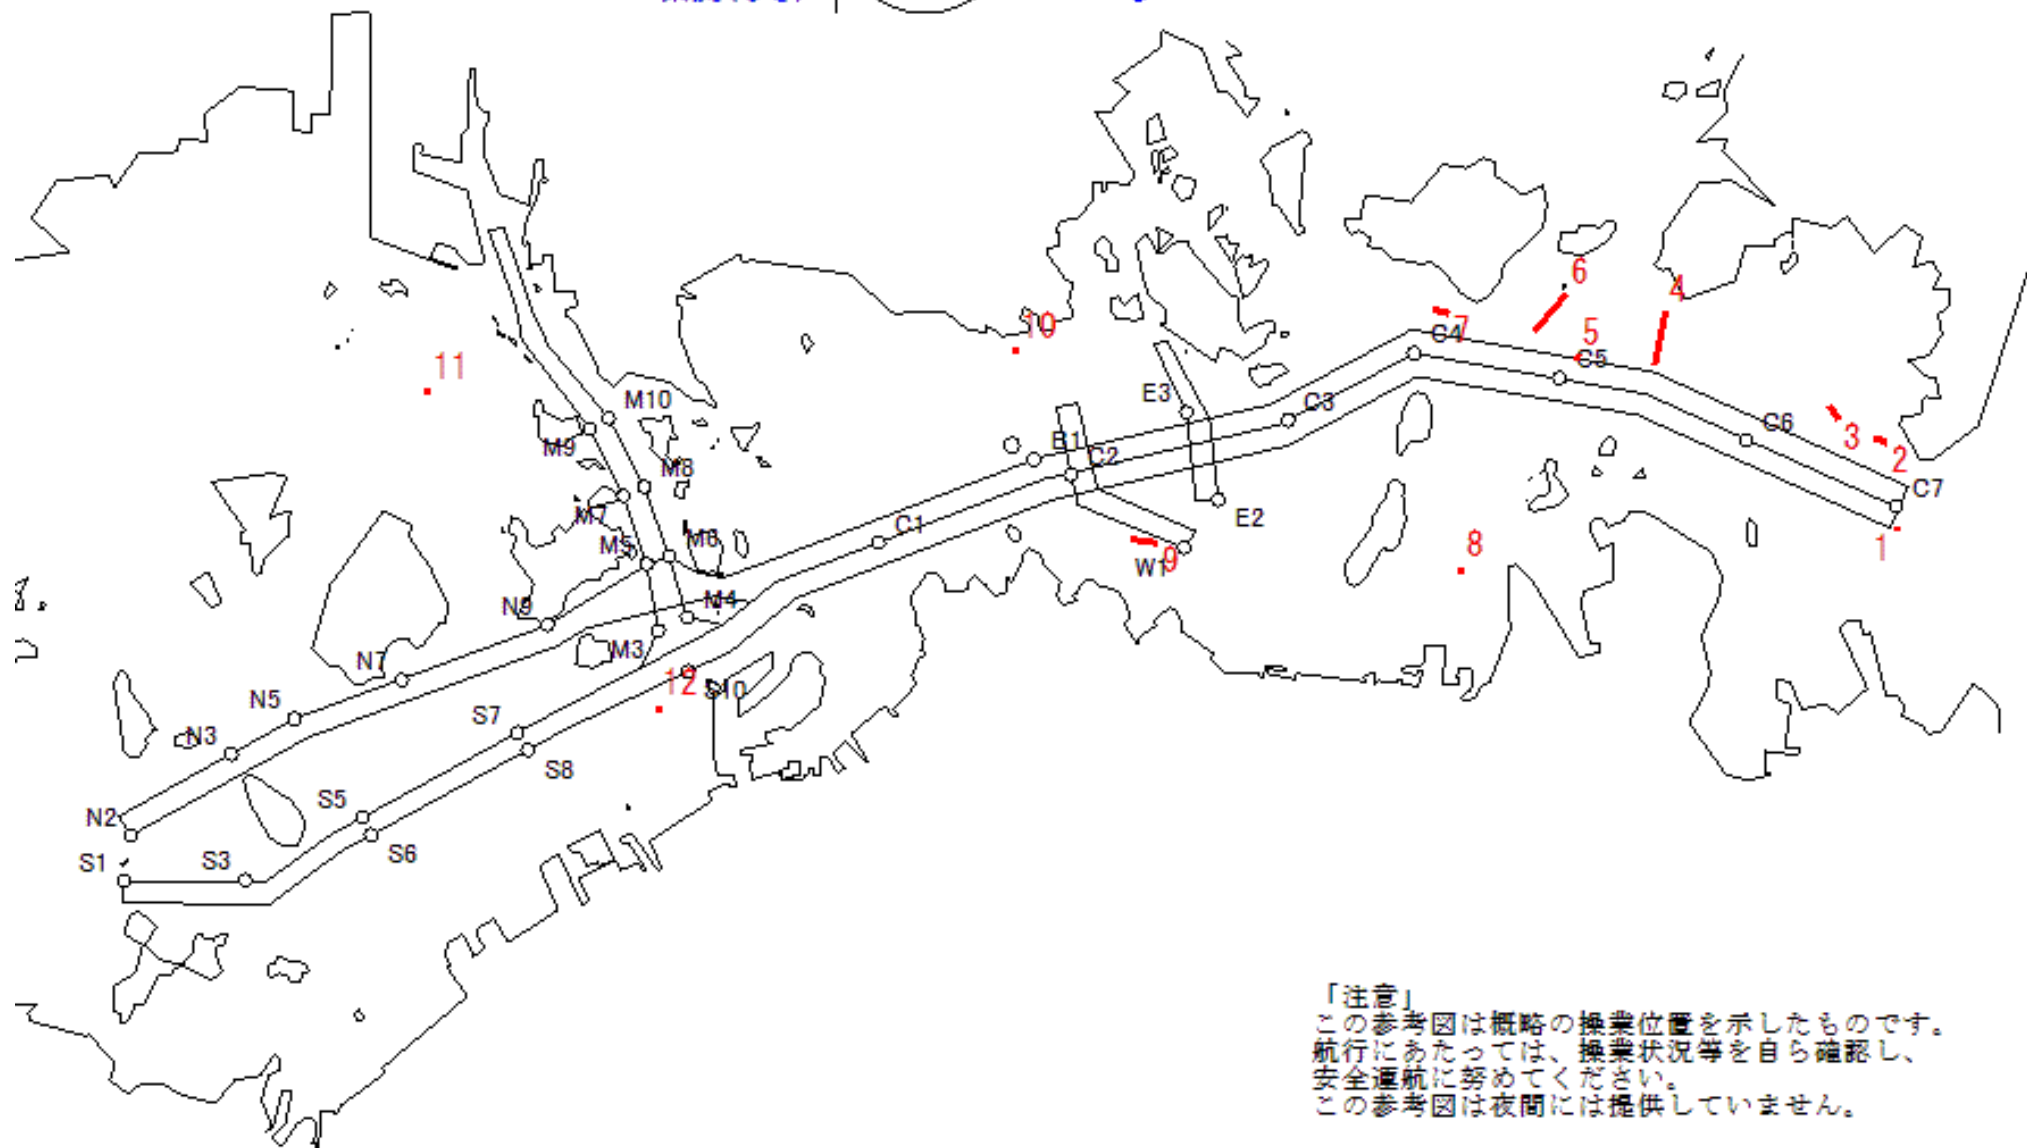 6
4
10
7
C4
5
C5
11
E3
M10
C3
C6
3
2
M9
B1
C2
M8
C7
M7
E2
C1
M5
M6
W1
9
8
1
N9
M4
M3
N7
12
S10
N5
S7
N3
S8
S5
N2
S6
S1
S3
「注意」
この参考図は概略の操業位置を示したものです。
航行にあたっては、操業状況等を自ら確認し、
安全運航に努めてください。
この参考図は夜間には提供していません。